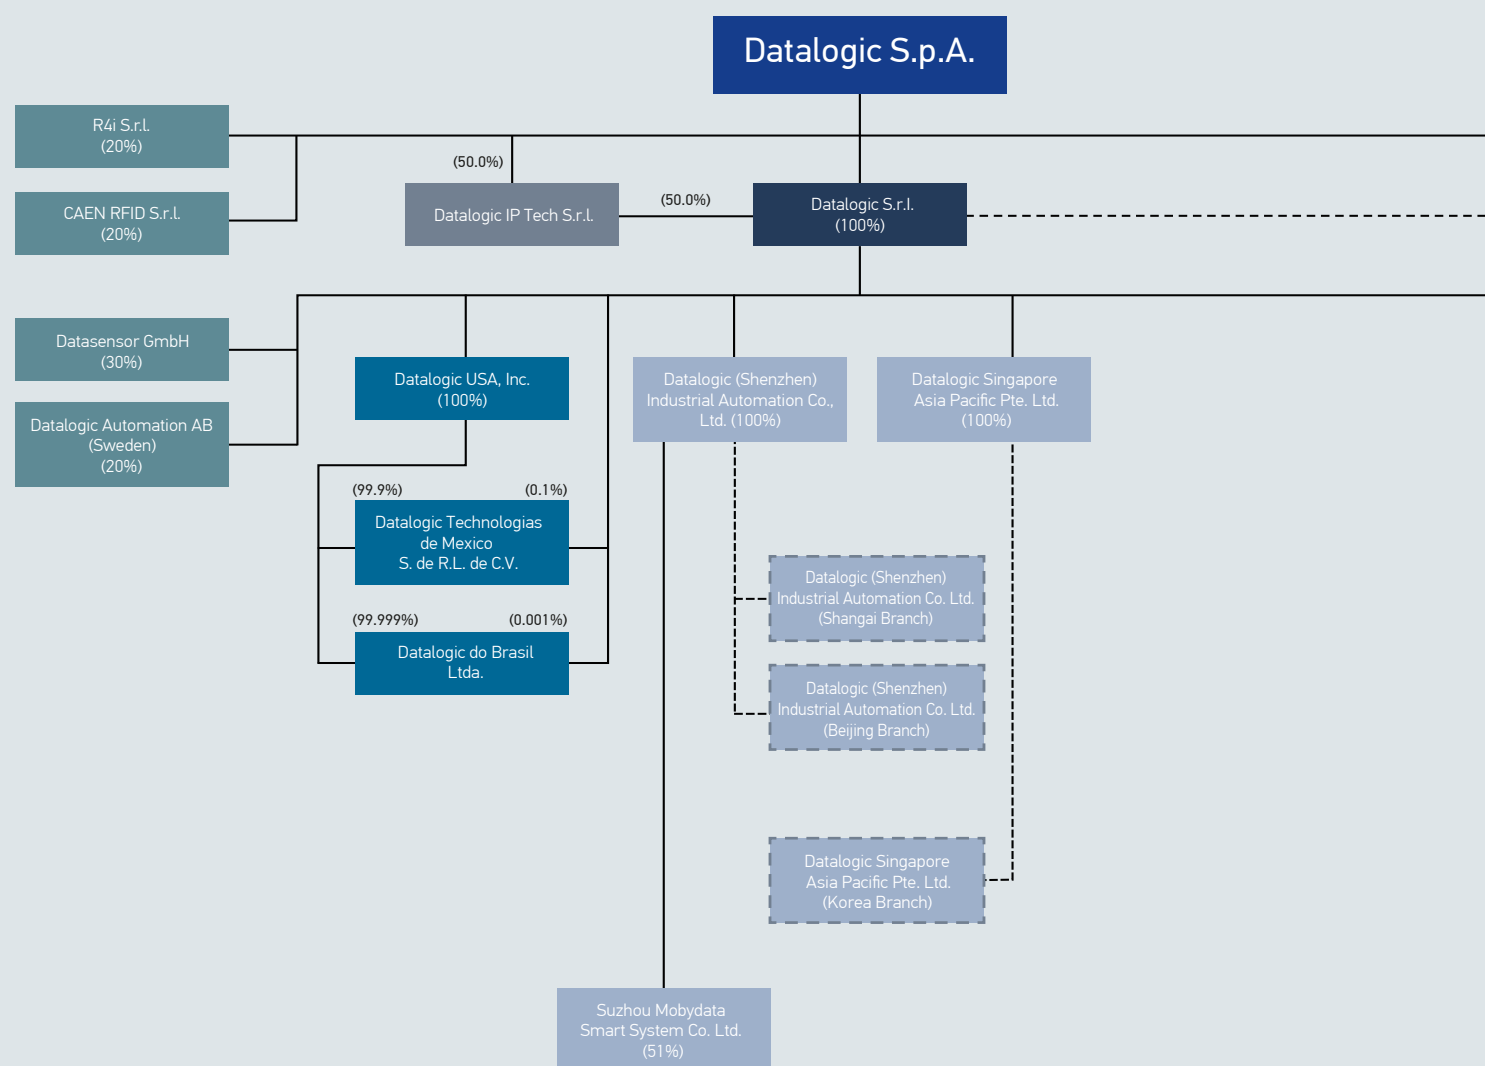 Datalogic S.p.A.
R4i S.r.l.
(20%)
CAEN RFID S.r.l.
(20%)
(50.0%)
Datalogic IP Tech S.r.l.
(50.0%)
Datalogic S.r.I.
(100%)
Datasensor GmbH
(30%)
Datalogic Automation AB
(Sweden)
(20%)
Datalogic USA, Inc.
(100%)
Datalogic (Shenzhen)
Industrial Automation Co.,
Ltd. (100%)
Datalogic Singapore
Asia Pacific Pte. Ltd.
(100%)
(99.9%)
(0.1%)
Datalogic Technologias
de Mexico
S. de R.L. de C.V.
(99.999%)
(0.001%)
Datalogic do Brasil
Ltda.
Datalogic (Shenzhen)
Industrial Automation Co. Ltd.
(Shangai Branch)
Datalogic (Shenzhen)
Industrial Automation Co. Ltd.
(Beijing Branch)
Datalogic Singapore
Asia Pacific Pte. Ltd.
(Korea Branch)
Suzhou Mobydata
Smart System Co. Ltd.
(51%)